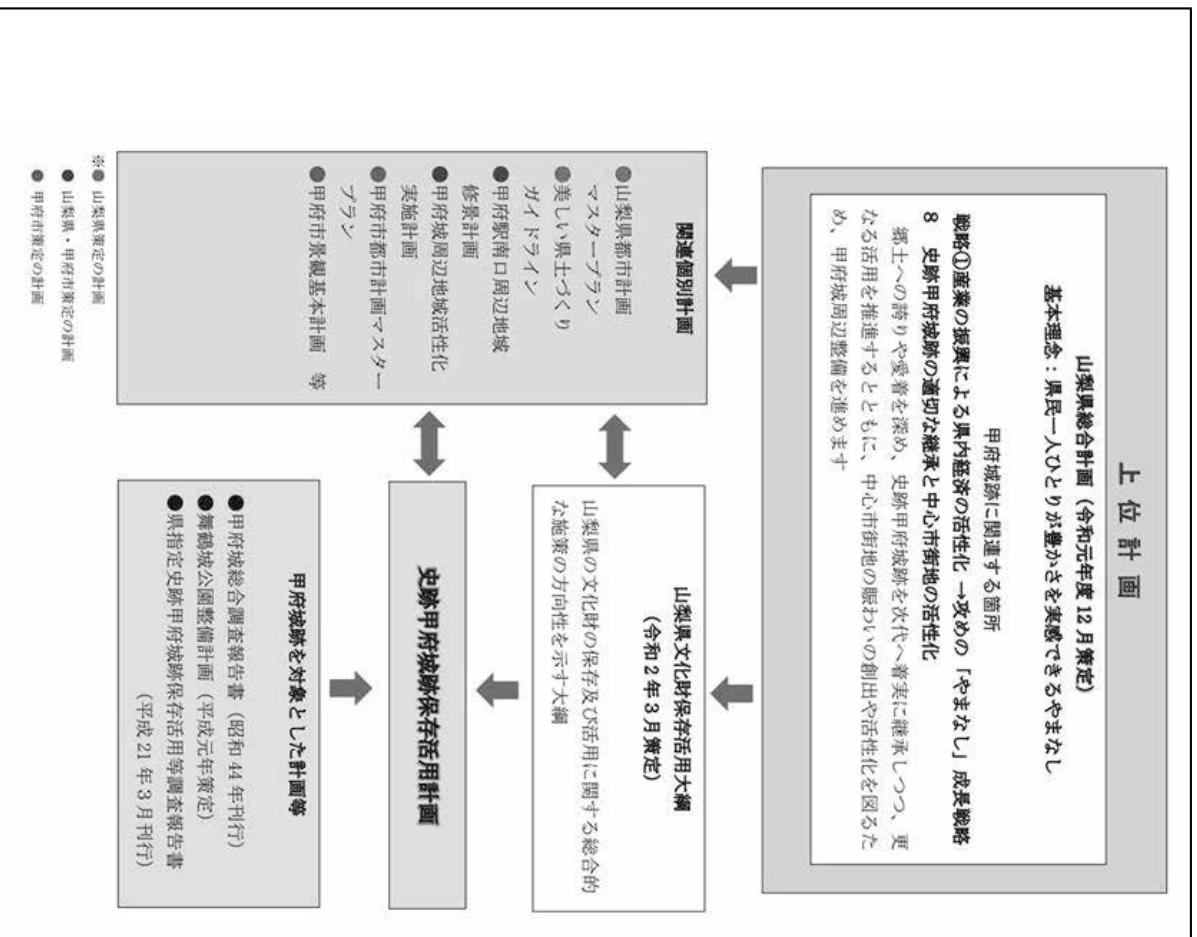 上位計画
山梨県総合計画（令和元年度 12 月策定）
基本理念：県民一人ひとりが豊かさを実感できるやまなし
甲府城跡に関連する箇所
戦略①産業の振興による県内経済の活性化 →攻めの「やまなし」成長戦略
8　史跡甲府城跡の適切な継承と中心市街地の活性化
郷土への誇りや愛着を深め、史跡甲府城跡を次代へ着実に継承しつつ、更
なる活用を推進するとともに、中心市街地の賑わいの創出や活性化を図るた
め、甲府城周辺整備を進めます
関連個別計画
●山梨県都市計画
マスタープラン
●美しい県土づくり
ガイドライン
●甲府駅南口周辺地域
修景計画
●甲府城周辺地域活性化
実施計画
●甲府市都市計画マスター
プラン
●甲府市景観基本計画　等
山梨県文化財保存活用大綱
（令和 2 年 3 月策定）
山梨県の文化財の保存及び活用に関する総合的
な施策の方向性を示す大綱
史跡甲府城跡保存活用計画
甲府城跡を対象とした計画等
●甲府城総合調査報告書（昭和 44 年刊行）
●舞鶴城公園整備計画（平成元年策定）
●県指定史跡甲府城跡保存活用等調査報告書
（平成 21 年 3 月刊行）
※● 山梨県策定の計画
● 山梨県・甲府市策定の計画
● 甲府市策定の計画